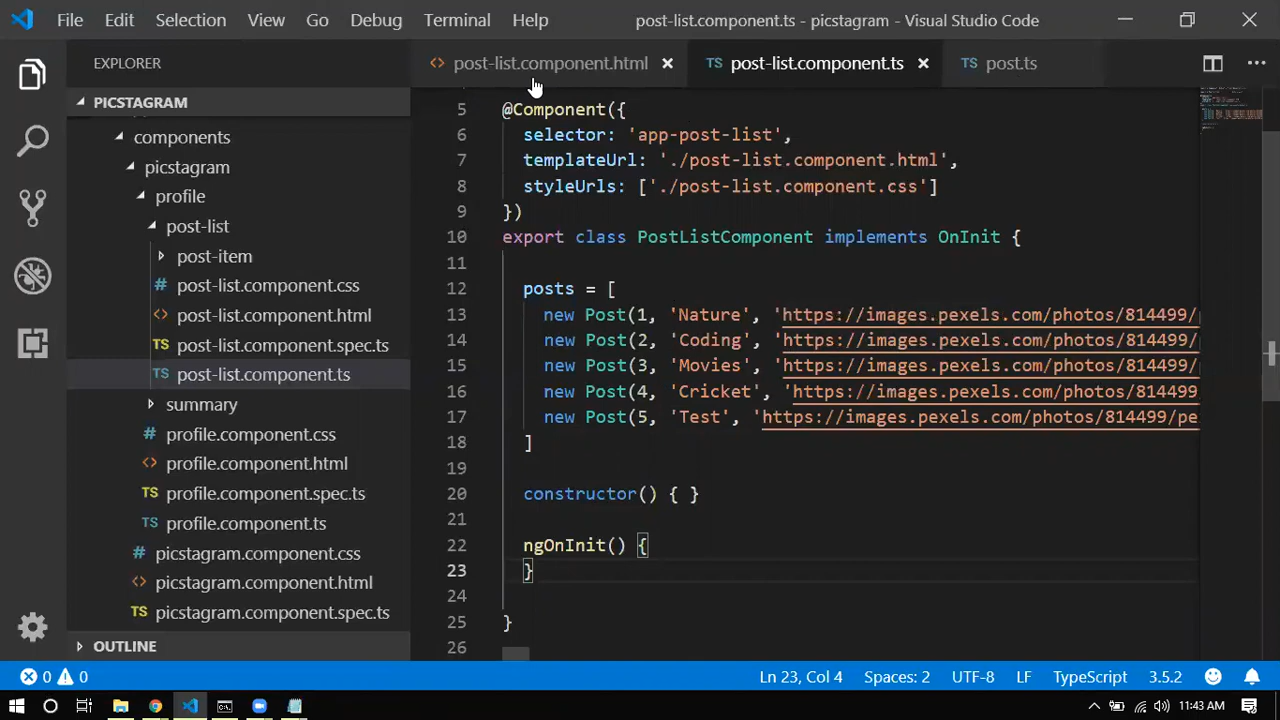 File Edit Selection View Go Debug Terminal Help post-list.component.ts - picstagram - Visual Studio Code
EXPLORER
PICSTAGRAM
components
picstagram
profile
post-list
post-item
# post-list.component.css
<> post-list.component.html
TS post-list.component.spec.ts
TS post-list.component.ts
summary
# profile.component.css
<> profile.component.html
TS profile.component.spec.ts
TS profile.component.ts
# picstagram.component.css
<> picstagram.component.html
TS picstagram.component.spec.ts
OUTLINE
<> post-list.component.html × TS post-list.component.ts × TS post.ts
5 @Component({
6 selector: 'app-post-list',
7 templateUrl: './post-list.component.html',
8 styleUrls: ['./post-list.component.css']
9 })
10 export class PostListComponent implements OnInit {
11
12 posts = [
13 new Post(1, 'Nature', 'https://images.pexels.com/photos/814499/
14 new Post(2, 'Coding', 'https://images.pexels.com/photos/814499/
15 new Post(3, 'Movies', 'https://images.pexels.com/photos/814499/
16 new Post(4, 'Cricket', 'https://images.pexels.com/photos/814499
17 new Post(5, 'Test', 'https://images.pexels.com/photos/814499/pe
18 ]
19
20 constructor() { }
21
22 ngOnInit() {
23 }
24
25 }
26
0 0 Ln 23, Col 4 Spaces: 2 UTF-8 LF TypeScript 3.5.2
11:43 AM